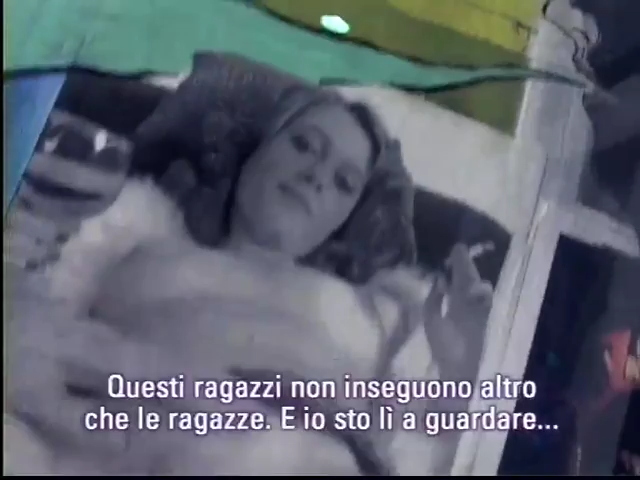 Questi ragazzi non inseguono altro
che le ragazze. E io sto lì a guardare...